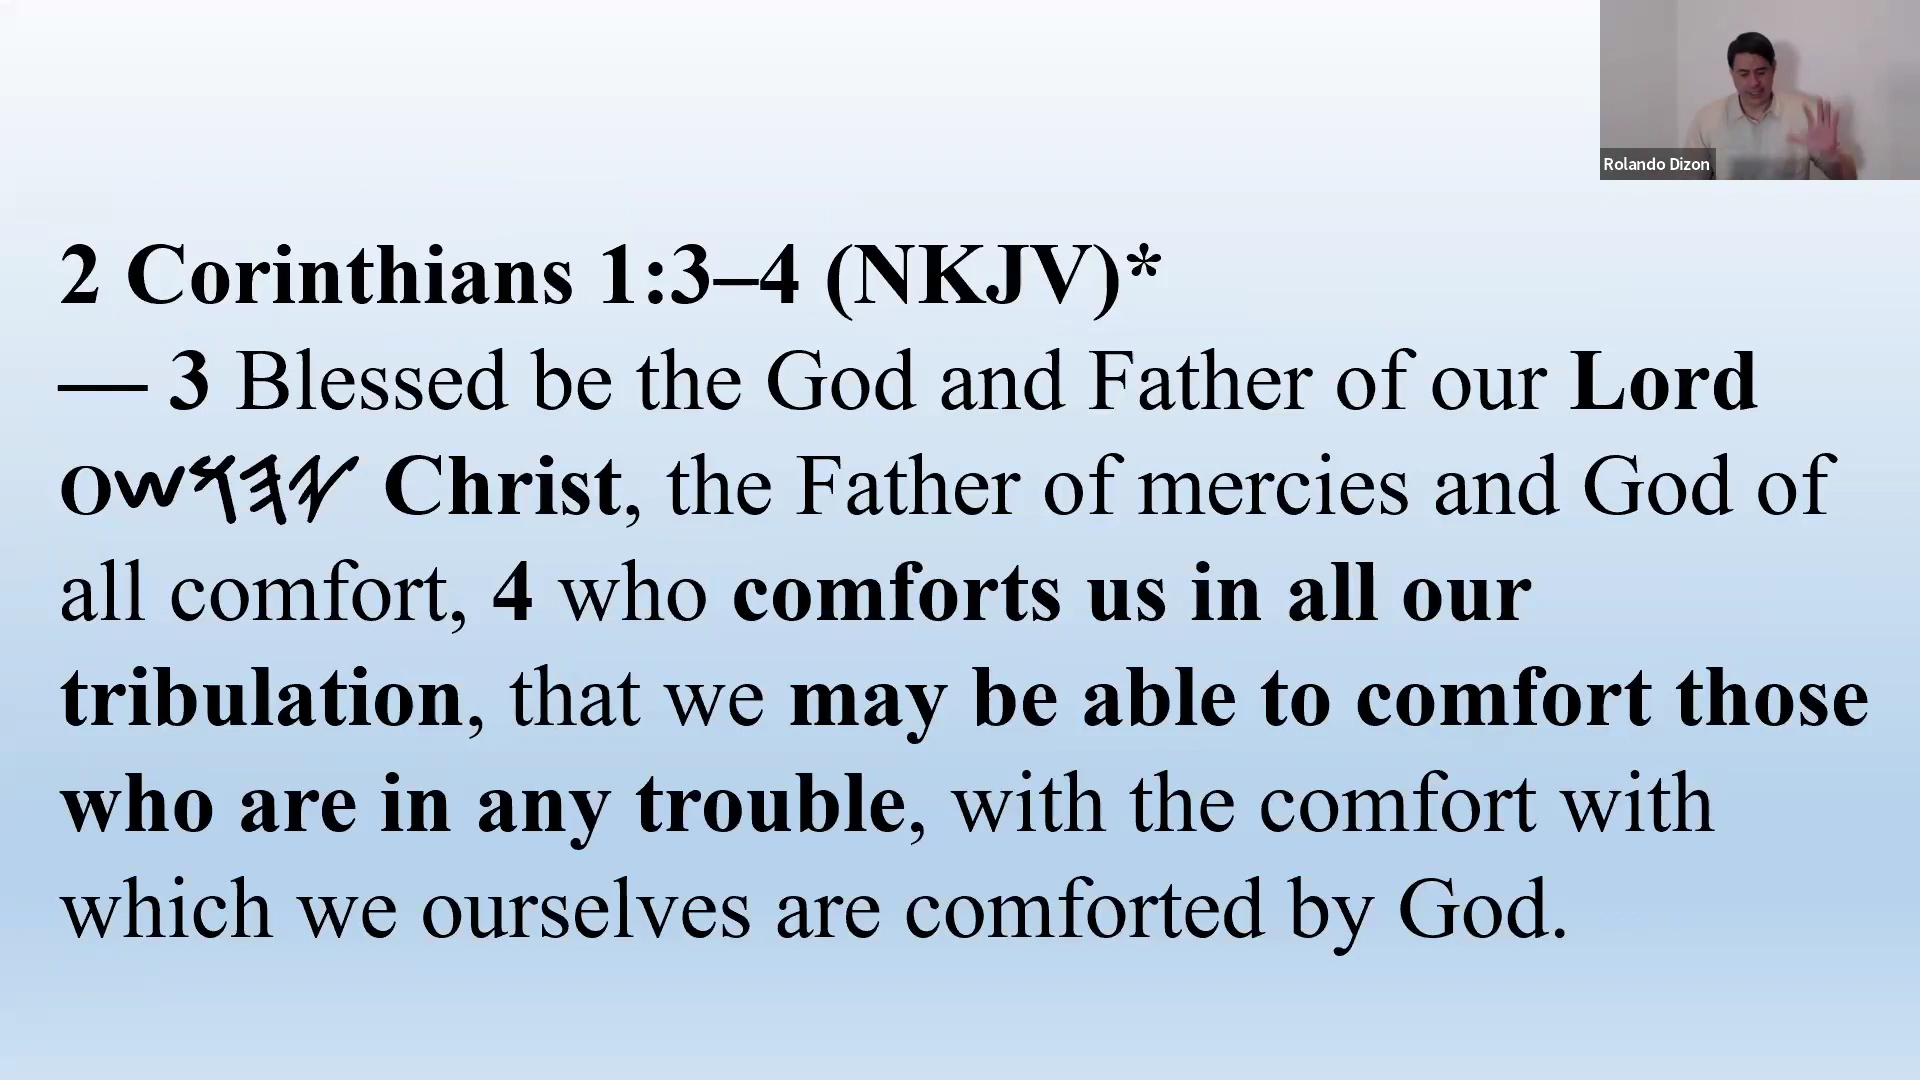 Rolando Dizon
2 Corinthians 1:3–4 (NKJV)*
— 3 Blessed be the God and Father of our Lord
𐤉𐤄𐤅𐤔𐤏 Christ, the Father of mercies and God of
all comfort, 4 who comforts us in all our
tribulation, that we may be able to comfort those
who are in any trouble, with the comfort with
which we ourselves are comforted by God.